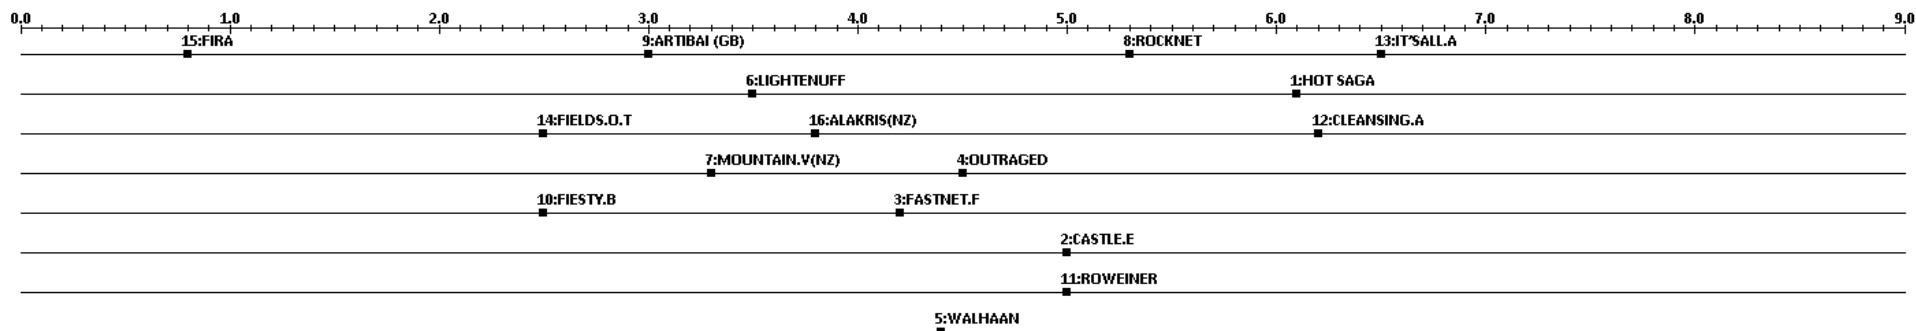 0.0 1.0 2.0 3.0 4.0 5.0 6.0 7.0 8.0 9.0
15:FIRA 9:ARTIBAI (GB) 8:ROCKNET 13:IT'SALL.A
6:LIGHTENUFF 1:HOT SAGA
14:FIELDS.O.T 16:ALAKRIS(NZ) 12:CLEANSING.A
7:MOUNTAIN.V(NZ) 4:OUTRAGED
10:FIESTY.B 3:FASTNET.F
2:CASTLE.E
11:ROWEINER
5:WALHAAN